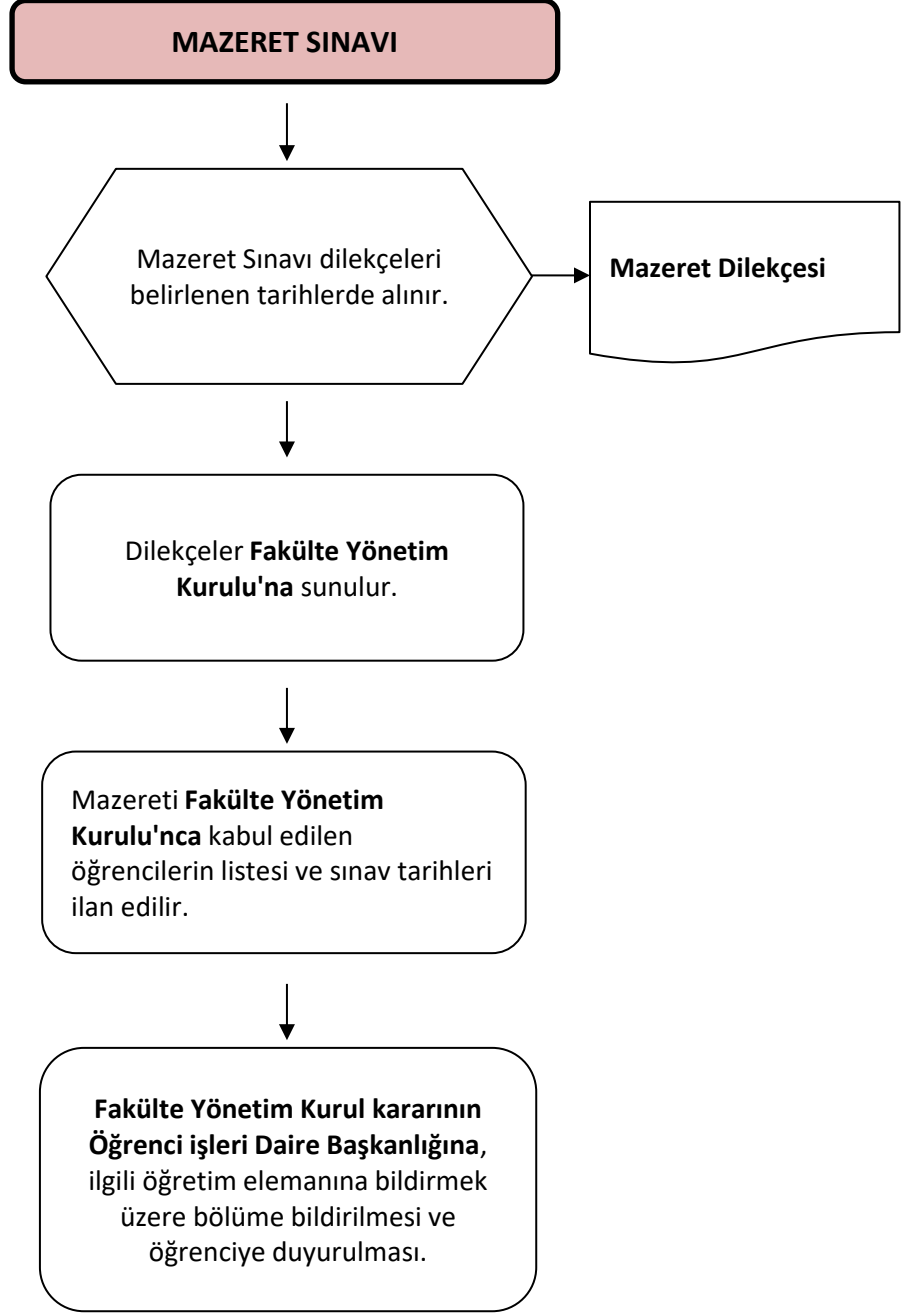 MAZERET SINAVI
Mazeret Sınavı dilekçeleri
belirlenen tarihlerde alınır.
Mazeret Dilekçesi
Dilekçeler Fakülte Yönetim
Kurulu'na sunulur.
Mazereti Fakülte Yönetim
Kurulu'nca kabul edilen
öğrencilerin listesi ve sınav tarihleri
ilan edilir.
Fakülte Yönetim Kurul kararının
Öğrenci işleri Daire Başkanlığına,
ilgili öğretim elemanına bildirmek
üzere bölüme bildirilmesi ve
öğrenciye duyurulması.